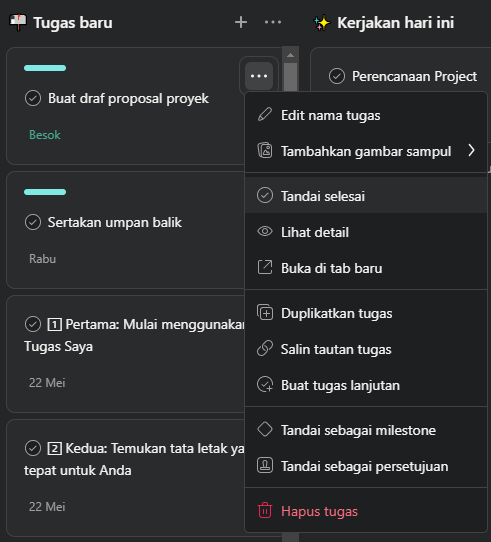 Tugas baru
Kerjakan hari ini
Buat draf proposal proyek
Besok
Sertakan umpan balik
Rabu
1 Pertama: Mulai menggunakan
Tugas Saya
22 Mei
2 Kedua: Temukan tata letak ya
tepat untuk Anda
22 Mei
Perencanaan Project
Edit nama tugas
Tambahkan gambar sampul
Tandai selesai
Lihat detail
Buka di tab baru
Duplikatkan tugas
Salin tautan tugas
Buat tugas lanjutan
Tandai sebagai milestone
Tandai sebagai persetujuan
Hapus tugas